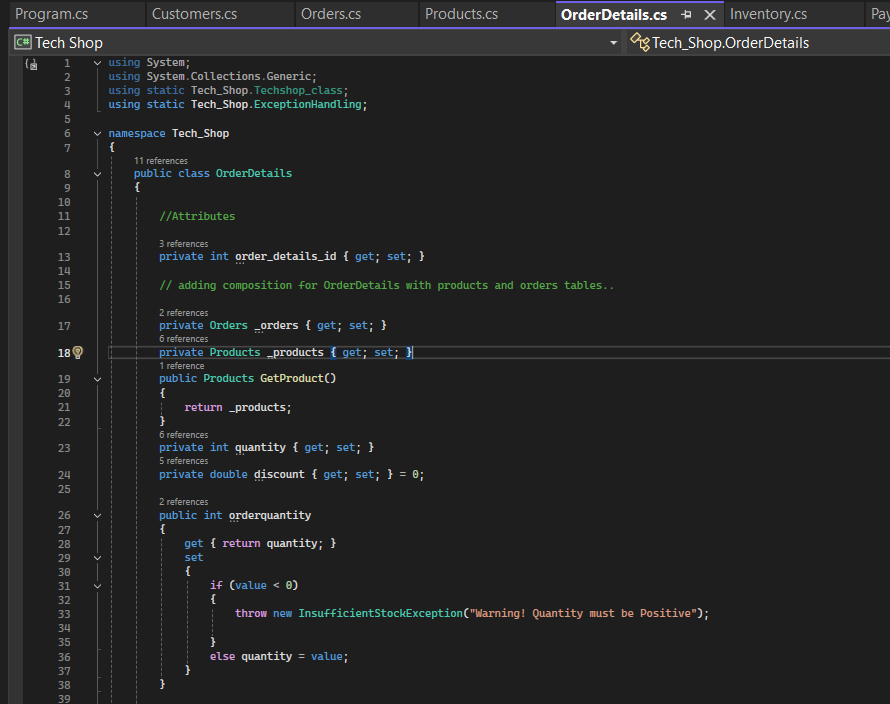 Program.cs Customers.cs Orders.cs Products.cs OrderDetails.cs Inventory.cs Pay
C# Tech Shop Tech_Shop.OrderDetails
1 using System;
2 using System.Collections.Generic;
3 using static Tech_Shop.Techshop_class;
4 using static Tech_Shop.ExceptionHandling;
5
6 namespace Tech_Shop
7 {
11 references
8 public class OrderDetails
9 {
10
11 //Attributes
12
3 references
13 private int order_details_id { get; set; }
14
15 // adding composition for OrderDetails with products and orders tables..
16
2 references
17 private Orders _orders { get; set; }
6 references
18 private Products _products { get; set; }
1 reference
19 public Products GetProduct()
20 {
21 return _products;
22 }
6 references
23 private int quantity { get; set; }
5 references
24 private double discount { get; set; } = 0;
25
2 references
26 public int orderquantity
27 {
28 get { return quantity; }
29 set
30 {
31 if (value < 0)
32 {
33 throw new InsufficientStockException("Warning! Quantity must be Positive");
34
35 }
36 else quantity = value;
37 }
38 }
39